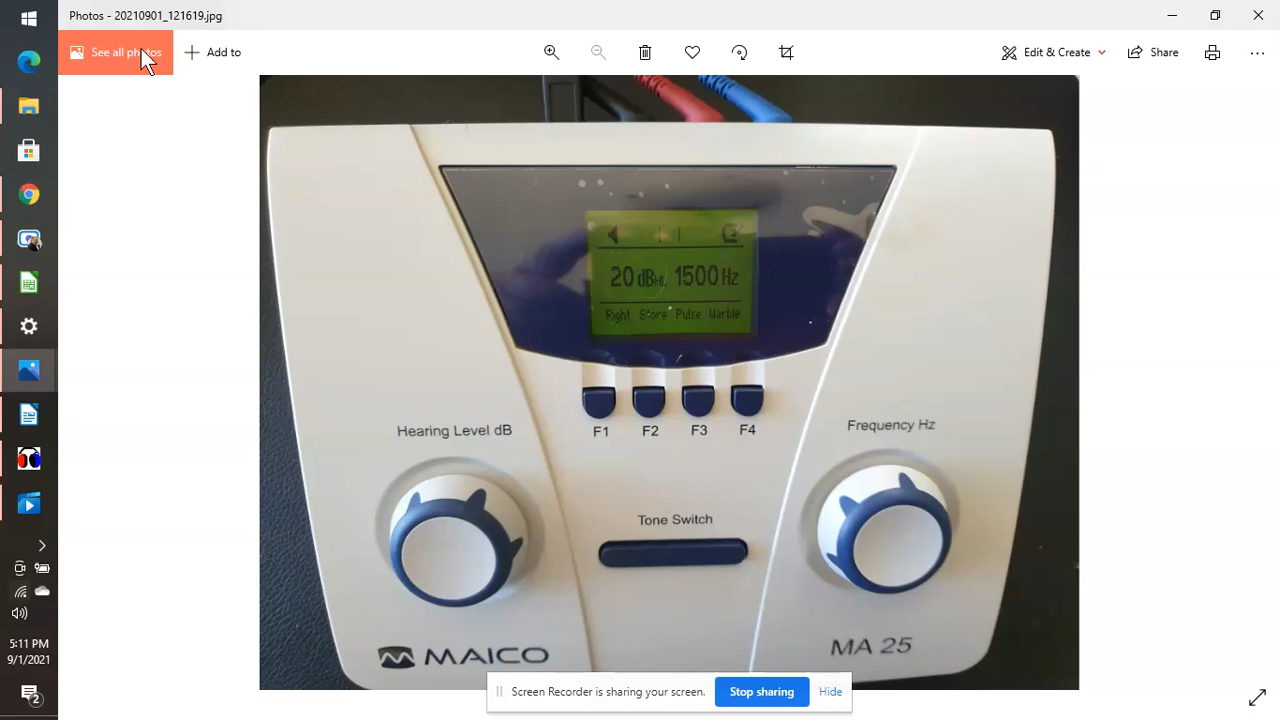 Photos - 20210901_121619.jpg
See all photos
Add to
Edit & Create
Share
20 dBHL 1500 Hz
Right Store Pulse Warble
F1 F2 F3 F4
Hearing Level dB
Frequency Hz
Tone Switch
MAICO
MA 25
Screen Recorder is sharing your screen.
Stop sharing
Hide
5:11 PM
9/1/2021
2